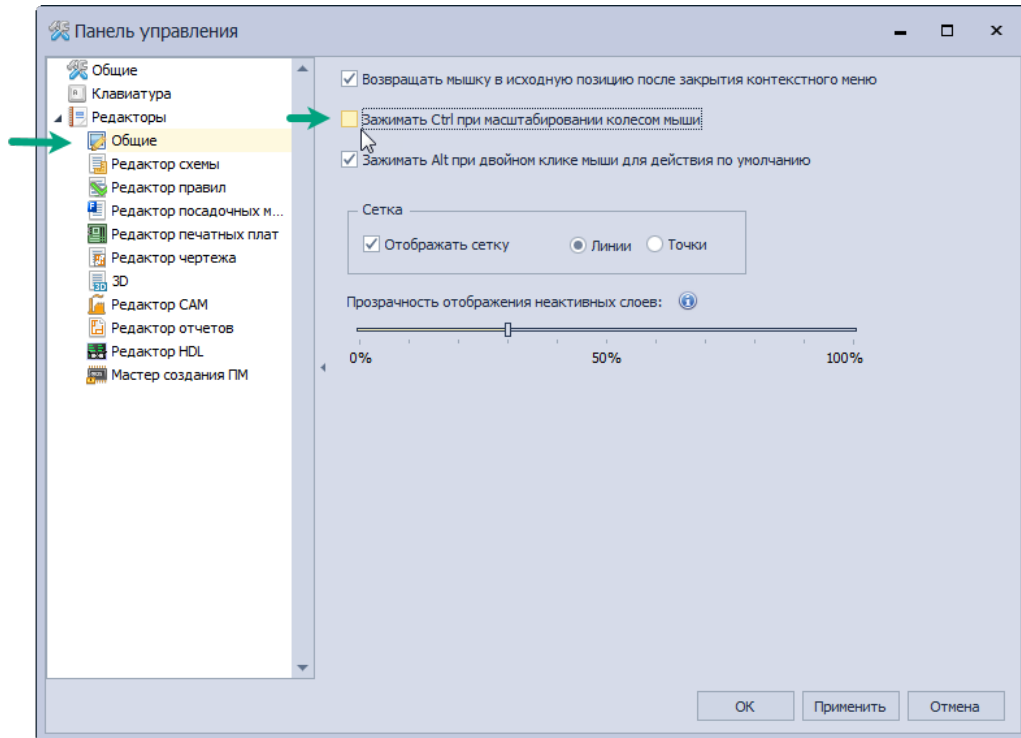 Панель управления
Общие
Клавиатура
Редакторы
Общие
Редактор схемы
Редактор правил
Редактор посадочных м...
Редактор печатных плат
Редактор чертежа
3D
Редактор CAM
Редактор отчетов
Редактор HDL
Мастер создания ПМ
Возвращать мышку в исходную позицию после закрытия контекстного меню
Зажимать Ctrl при масштабировании колесом мыши
Зажимать Alt при двойном клике мыши для действия по умолчанию
Сетка
Отображать сетку Линии Точки
Прозрачность отображения неактивных слоев:
0% 50% 100%
ОК Применить Отмена